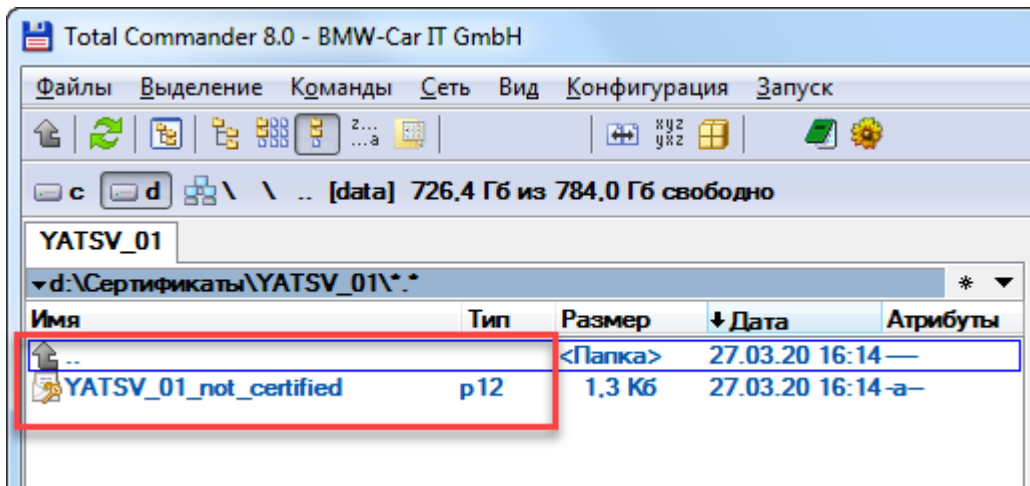 Total Commander 8.0 - BMW-Car IT GmbH
Файлы Выделение Команды Сеть Вид Конфигурация Запуск
z... ...a xyz yxz
c d \ \ .. [data] 726,4 Гб из 784,0 Гб свободно
YATSV_01
d:\Сертификаты\YATSV_01\*.* *
Имя Тип Размер Дата Атрибуты
.. <Папка> 27.03.20 16:14 —
YATSV_01_not_certified p12 1,3 Кб 27.03.20 16:14 -a–